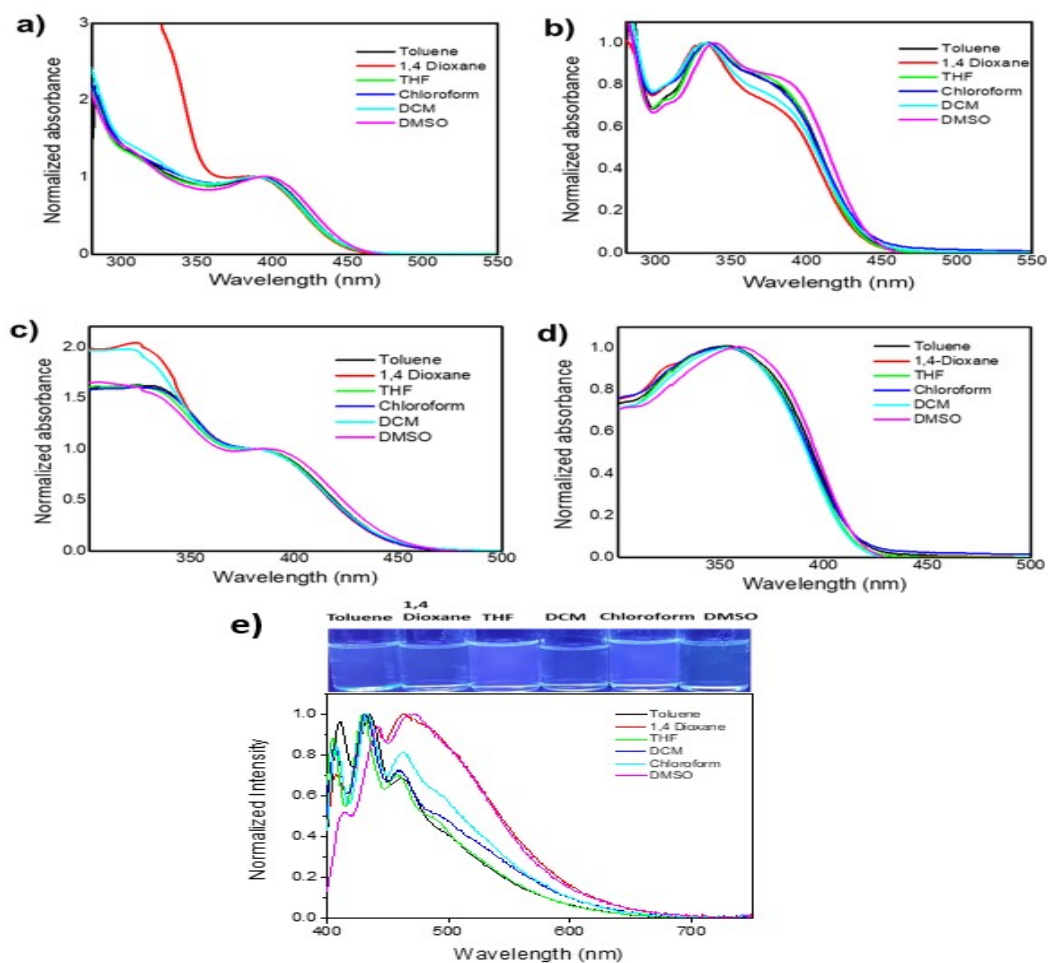 a)
3
2
1
0
Normalized absorbance
Toluene
1,4 Dioxane
THF
Chloroform
DCM
DMSO
300 350 400 450 500 550
Wavelength (nm)
b)
1.0
0.8
0.6
0.4
0.2
0.0
Normalized absorbance
Toluene
1,4 Dioxane
THF
Chloroform
DCM
DMSO
300 350 400 450 500 550
Wavelength (nm)
c)
2.0
1.5
1.0
0.5
0.0
Normalized absorbance
Toluene
1,4 Dioxane
THF
Chloroform
DCM
DMSO
350 400 450 500
Wavelength (nm)
d)
1.0
0.8
0.6
0.4
0.2
0.0
Normalized absorbance
Toluene
1,4-Dioxane
THF
Chloroform
DCM
DMSO
350 400 450 500
Wavelength (nm)
e)
Toluene 1,4 Dioxane THF DCM Chloroform DMSO
1.0
0.8
0.6
0.4
0.2
0.0
Normalized Intensity
Toluene
1,4 Dioxane
THF
DCM
Chloroform
DMSO
400 500 600 700
Wavelength (nm)